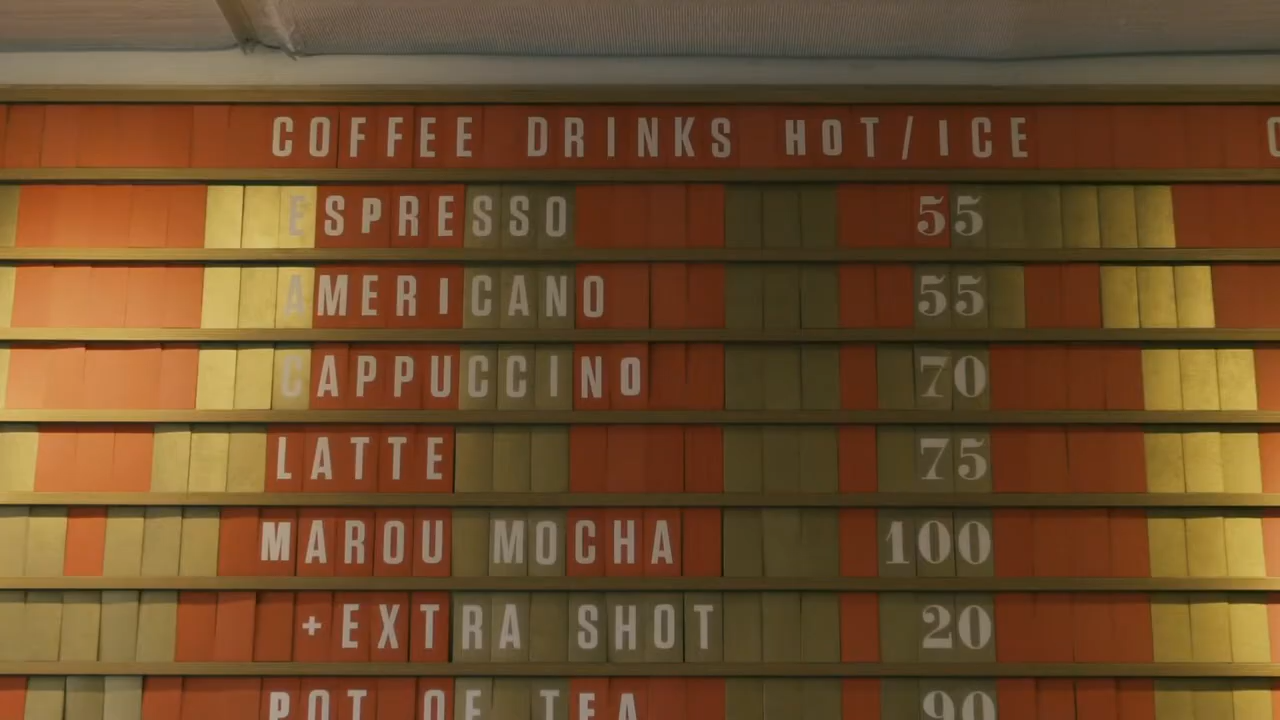 COFFEE DRINKS HOT/ICE
ESPRESSO 55
AMERICANO 55
CAPPUCCINO 70
LATTE 75
MAROU MOCHA 100
+EXTRA SHOT 20
POT OF TEA 90